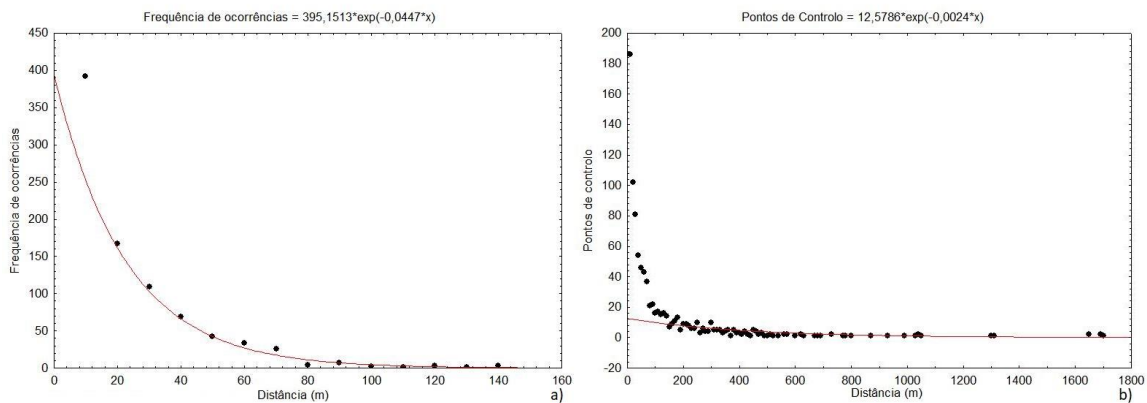 Frequência de ocorrências = 395,1513*exp(-0,0447*x)
450
400
350
300
250
200
150
100
50
0
Frequência de ocorrências
0 20 40 60 80 100 120 140 160
Distância (m)
a)
Pontos de Controlo = 12,5786*exp(-0,0024*x)
200
180
160
140
120
100
80
60
40
20
0
-20
Pontos de controlo
0 200 400 600 800 1000 1200 1400 1600 1800
Distância (m)
b)